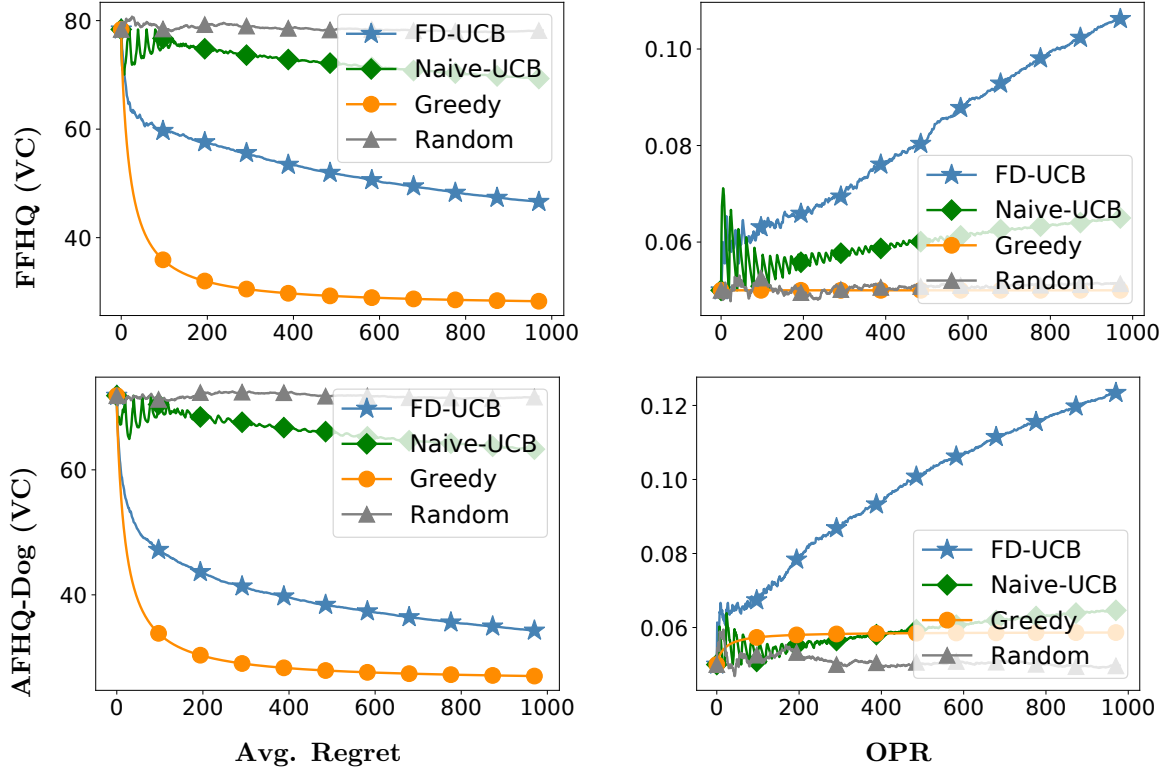 FFHQ (VC)
80
60
40
0
200
400
600
800
1000
FD-UCB
Naive-UCB
Greedy
Random
0.10
0.08
0.06
0
200
400
600
800
1000
FD-UCB
Naive-UCB
Greedy
Random
AFHQ-Dog (VC)
60
40
0
200
400
600
800
1000
FD-UCB
Naive-UCB
Greedy
Random
0.12
0.10
0.08
0.06
0
200
400
600
800
1000
FD-UCB
Naive-UCB
Greedy
Random
Avg. Regret
OPR